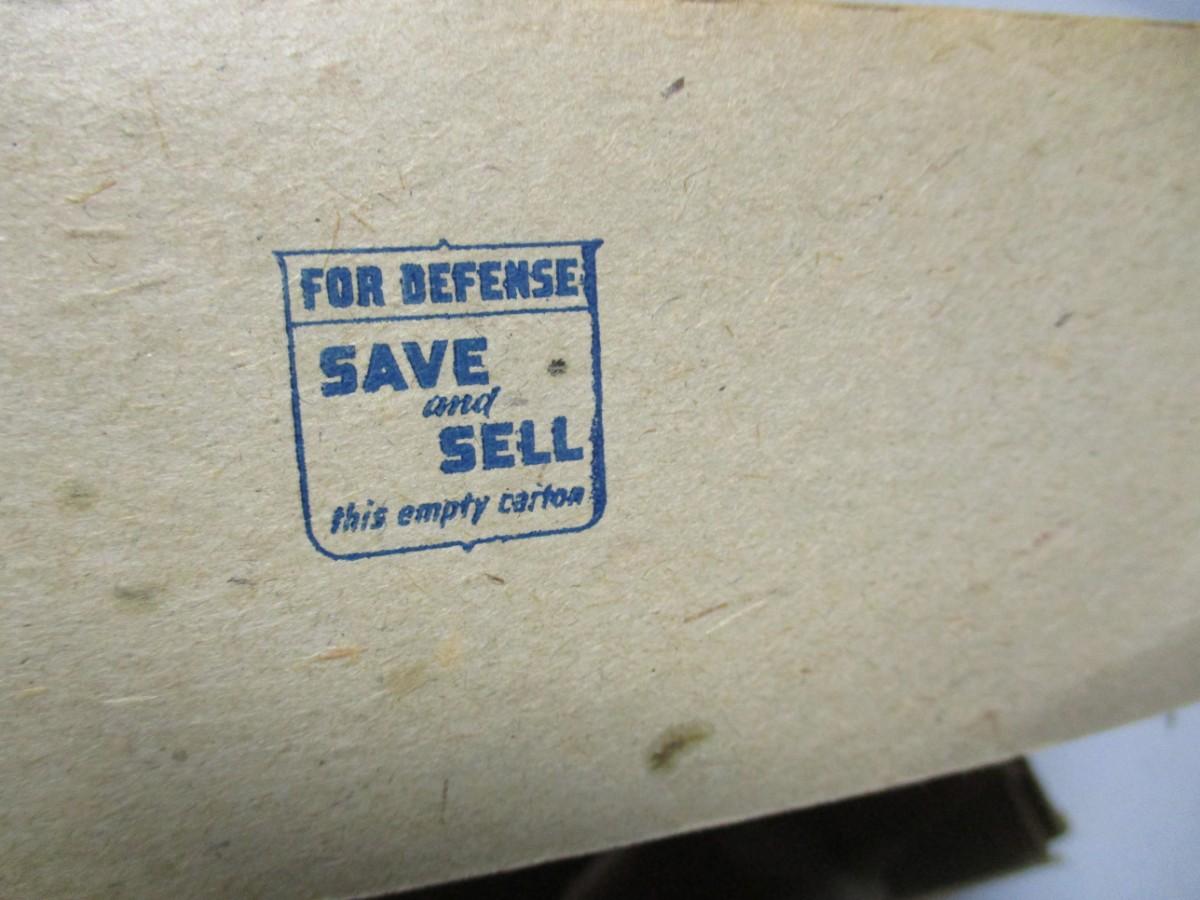 FOR DEFENSE
SAVE
and
SELL
this empty carton